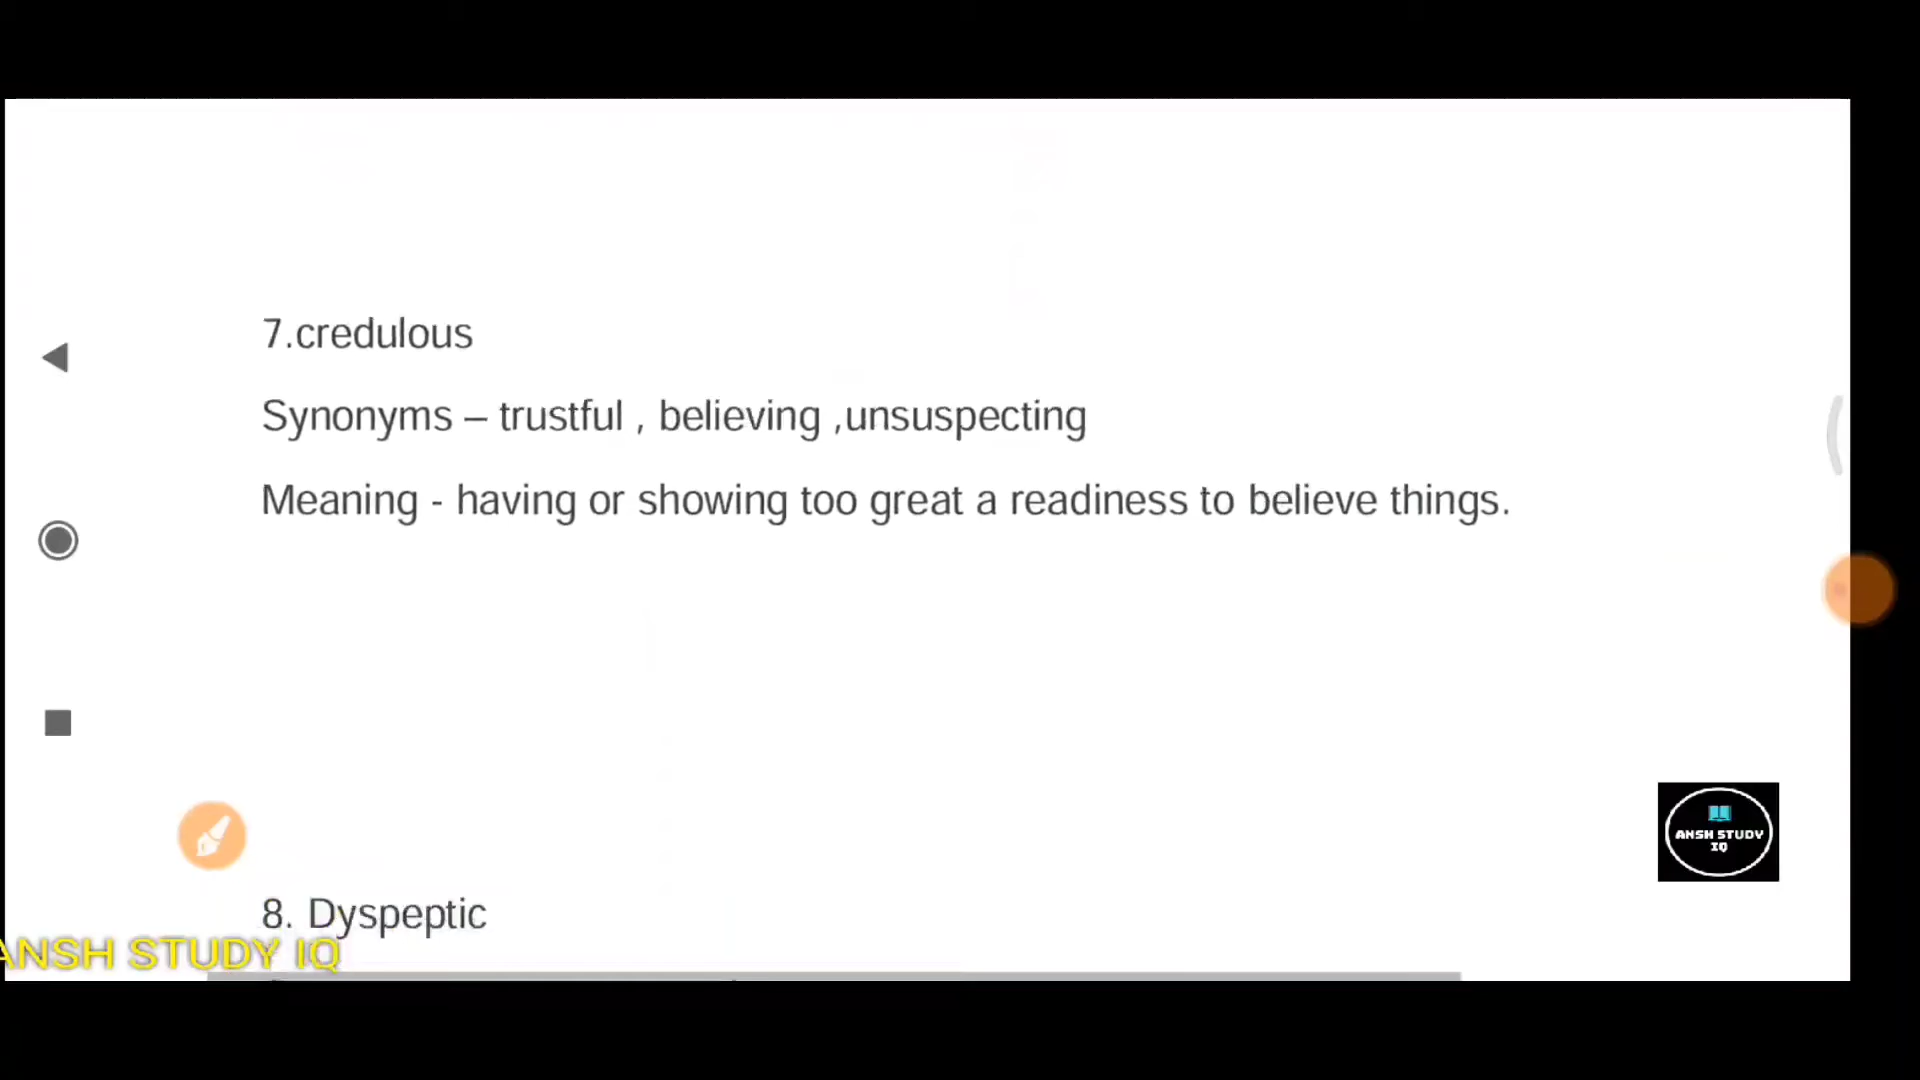 7.credulous
Synonyms – trustful , believing ,unsuspecting
Meaning - having or showing too great a readiness to believe things.
ANSH STUDY
IQ
8. Dyspeptic
ANSH STUDY IQ